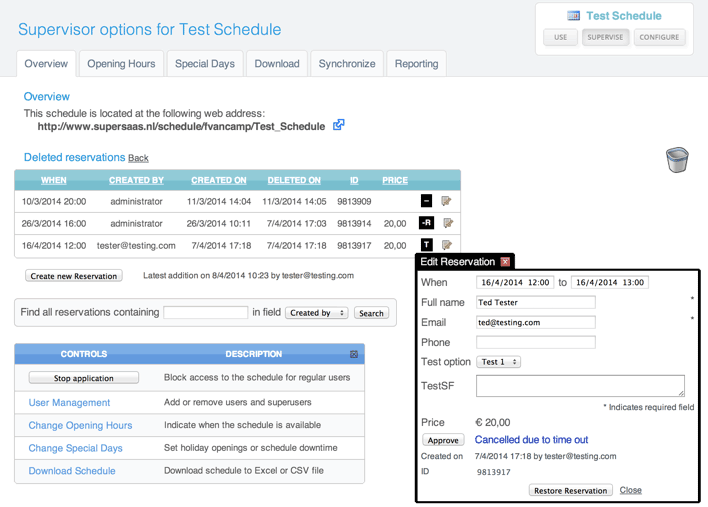 Supervisor options for Test Schedule
Test Schedule
USE SUPERVISE CONFIGURE
Overview Opening Hours Special Days Download Synchronize Reporting
Overview
This schedule is located at the following web address:
http://www.supersaas.nl/schedule/fvancamp/Test_Schedule
Deleted reservations Back
WHEN CREATED BY CREATED ON DELETED ON ID PRICE
10/3/2014 20:00 administrator 11/3/2014 14:04 11/3/2014 14:05 9813909 --
26/3/2014 16:00 administrator 26/3/2014 10:11 7/4/2014 17:03 9813914 20,00 -R
16/4/2014 12:00 tester@testing.com 7/4/2014 17:18 7/4/2014 17:18 9813917 20,00 T
Create new Reservation Latest addition on 8/4/2014 10:23 by tester@testing.com
Find all reservations containing in field Created by Search
CONTROLS DESCRIPTION
Stop application Block access to the schedule for regular users
User Management Add or remove users and superusers
Change Opening Hours Indicate when the schedule is available
Change Special Days Set holiday openings or schedule downtime
Download Schedule Download schedule to Excel or CSV file
Edit Reservation
When 16/4/2014 12:00 to 16/4/2014 13:00
Full name Ted Tester *
Email ted@testing.com *
Phone
Test option Test 1
TestSF
* Indicates required field
Price € 20,00
Approve Cancelled due to time out
Created on 7/4/2014 17:18 by tester@testing.com
ID 9813917
Restore Reservation Close